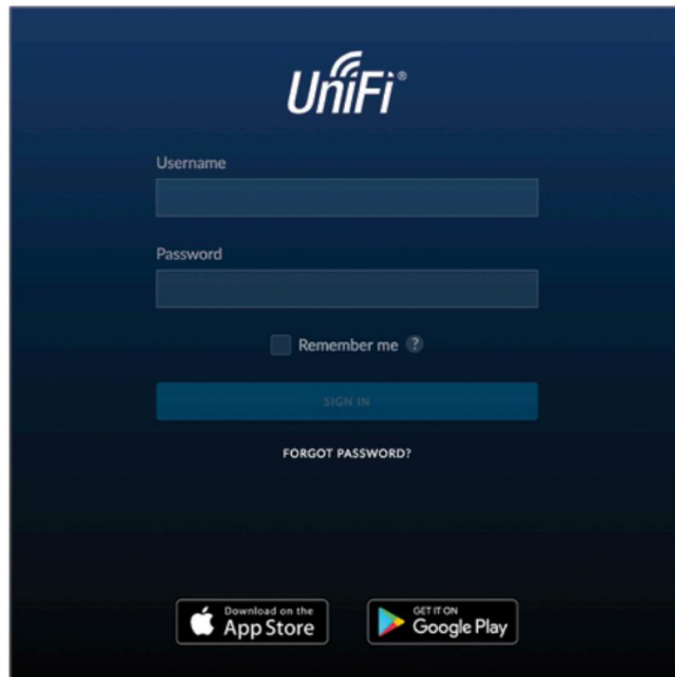 UniFi®
Username
Password
Remember me ?
SIGN IN
FORGOT PASSWORD?
Download on the
App Store
GET IT ON
Google Play